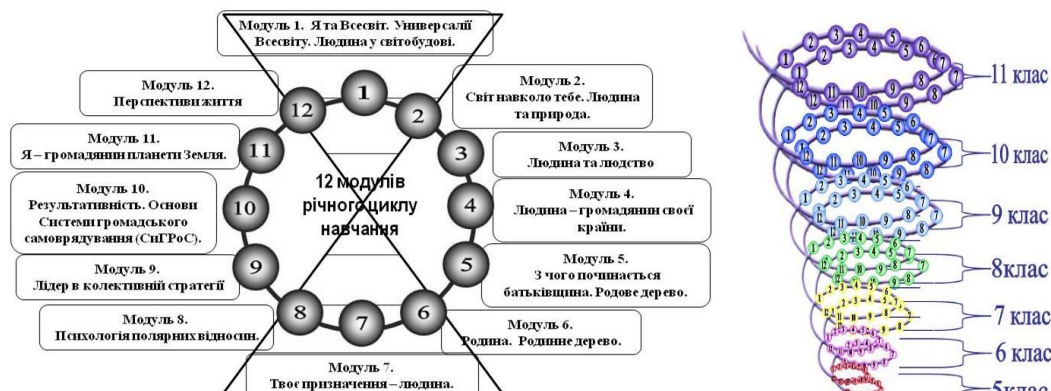 Модуль 1. Я та Всесвіт. Универсалії
Всесвіту. Людина у світобудові.
Модуль 2.
Світ навколо тебе. Людина
та природа.
Модуль 3.
Людина та людство
Модуль 4.
Людина – громадянин своєї
країни.
Модуль 5.
З чого починається
батьківщина. Родове дерево.
Модуль 6.
Родина. Родинне дерево.
Модуль 7.
Твоє призначення – людина.
Модуль 8.
Психологія полярних відносин.
Модуль 9.
Лідер в колективній стратегії
Модуль 10.
Результативність. Основи
Системи громадського
самоврядування (СиГРоС).
Модуль 11.
Я – громадянин планети Земля.
Модуль 12.
Перспективи життя
12 модулів
річного циклу
навчання
1
2
3
4
5
6
7
8
9
10
11
12
11 клас
10 клас
9 клас
8клас
7 клас
6 клас
5клас